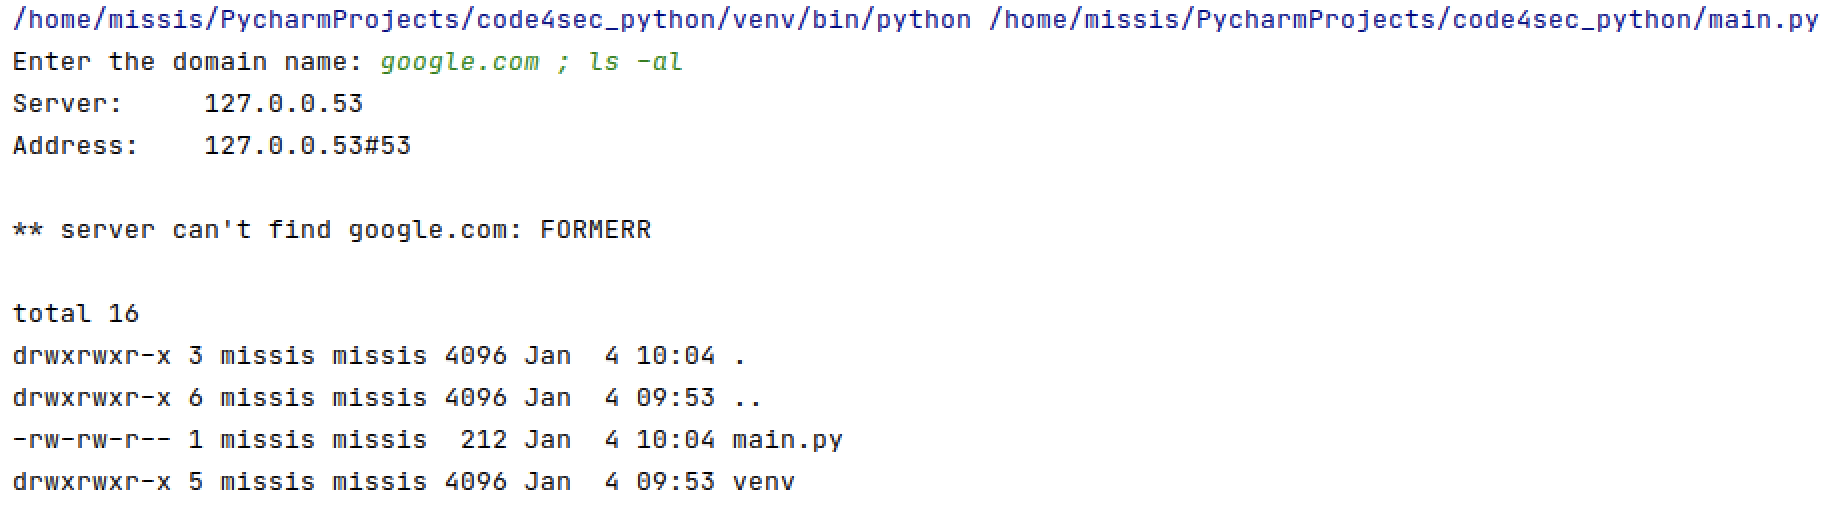 /home/missis/PycharmProjects/code4sec_python/venv/bin/python /home/missis/PycharmProjects/code4sec_python/main.py
Enter the domain name: google.com ; ls -al
Server:     127.0.0.53
Address:    127.0.0.53#53
** server can't find google.com: FORMERR
total 16
drwxrwxr-x 3 missis missis 4096 Jan  4 10:04 .
drwxrwxr-x 6 missis missis 4096 Jan  4 09:53 ..
-rw-rw-r-- 1 missis missis  212 Jan  4 10:04 main.py
drwxrwxr-x 5 missis missis 4096 Jan  4 09:53 venv